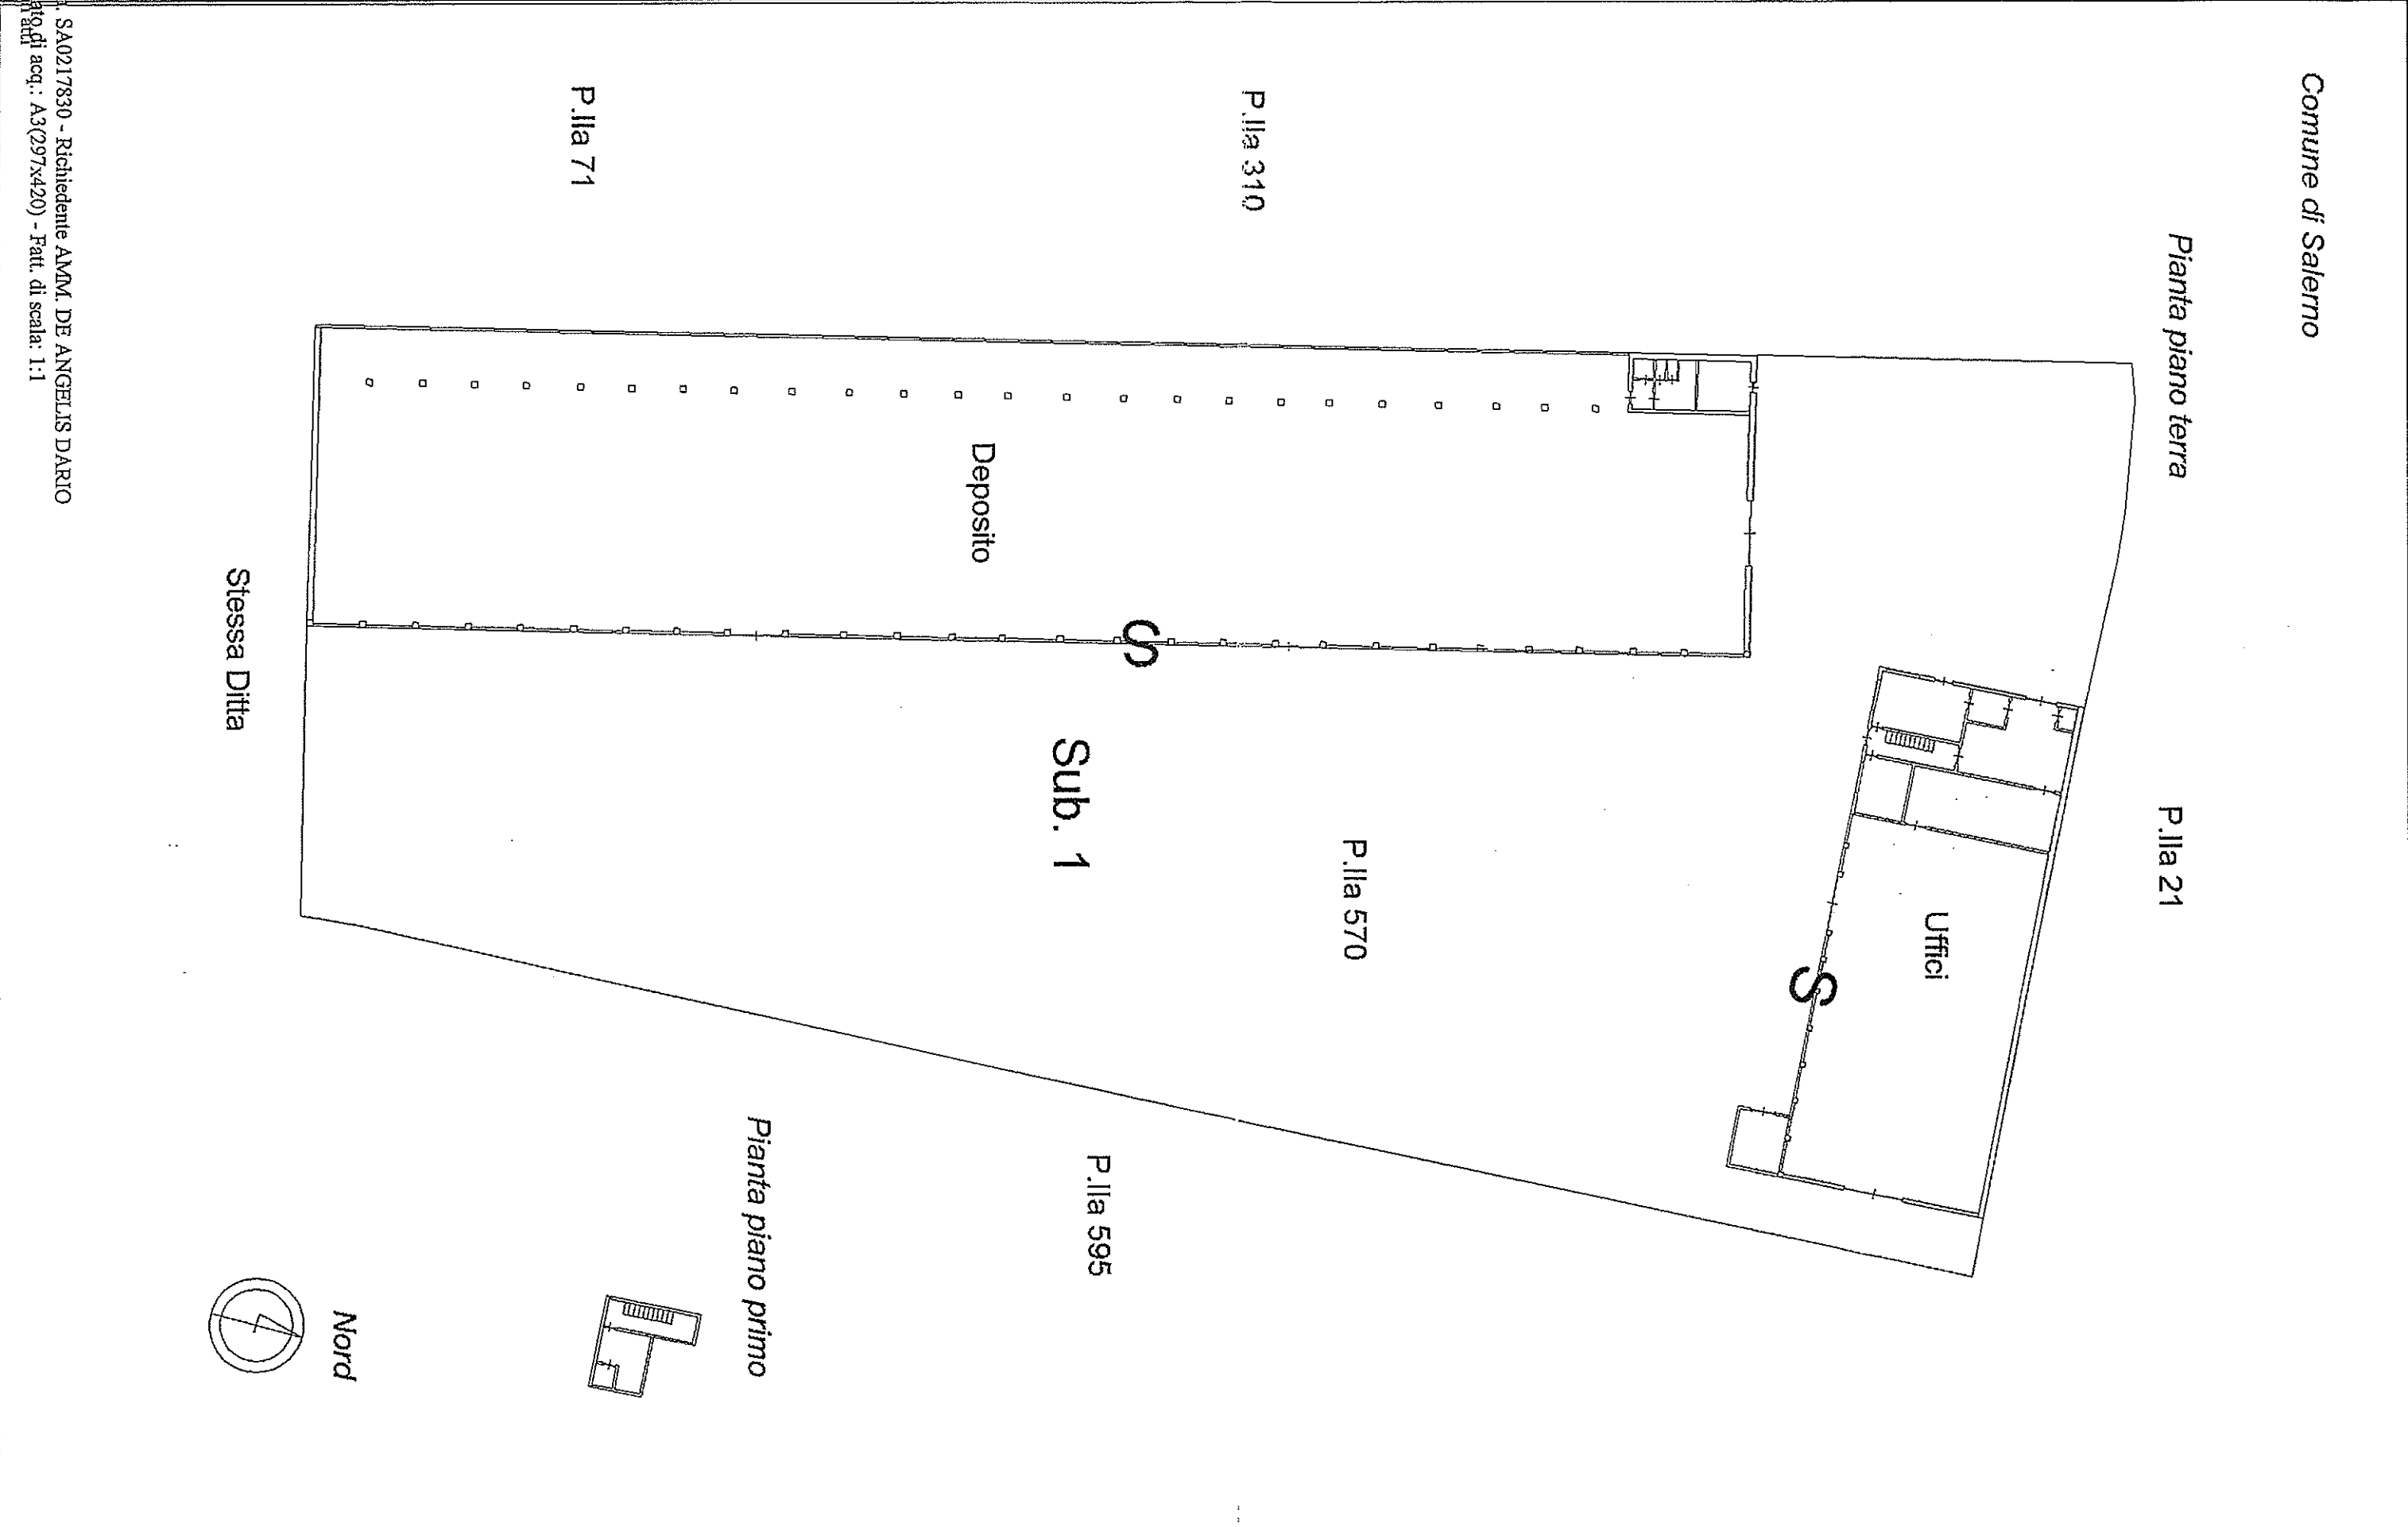 Comune di Salerno
Pianta piano terra
P.lla 21
P.lla 310
P.lla 71
Deposito
S
Sub. 1
P.lla 570
Uffici
S
Stessa Ditta
P.lla 595
Pianta piano primo
Nord
SA0217830 - Richiedente AMM. DE ANGELIS DARIO
di acq.: A3(297x420) - Fatt. di scala: 1:1